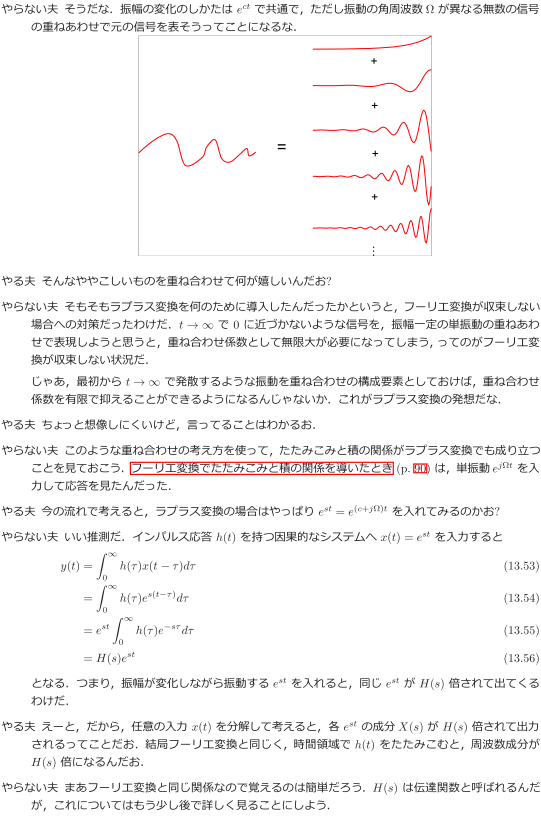 やらない夫 そうだな．振幅の変化のしかたは e^{ct} で共通で，ただし振動の角周波数 Ω が異なる無数の信号
の重ねあわせで元の信号を表そうってことになるな．
=
+
+
+
+
⋮
やる夫 そんなややこしいものを重ね合わせて何が嬉しいんだお?
やらない夫 そもそもラプラス変換を何のために導入したんだったかというと，フーリエ変換が収束しない
場合への対策だったわけだ．t → ∞ で 0 に近づかないような信号を，振幅一定の単振動の重ねあわ
せで表現しようと思うと，重ね合わせ係数として無限大が必要になってしまう，ってのがフーリエ変
換が収束しない状況だ．
じゃあ，最初から t → ∞ で発散するような振動を重ね合わせの構成要素としておけば，重ね合わせ
係数を有限で抑えることができるようになるんじゃないか．これがラプラス変換の発想だな．
やる夫 ちょっと想像しにくいけど，言ってることはわかるお．
やらない夫 このような重ね合わせの考え方を使って，たたみこみと積の関係がラプラス変換でも成り立つ
ことを見ておこう．フーリエ変換でたたみこみと積の関係を導いたとき (p. 90) は，単振動 e^{jΩt} を入
力して応答を見たんだった．
やる夫 今の流れで考えると，ラプラス変換の場合はやっぱり e^{st} = e^{(c+jΩ)t} を入れてみるのかお?
やらない夫 いい推測だ．インパルス応答 h(t) を持つ因果的なシステムへ x(t) = e^{st} を入力すると
y(t) = ∫_0^∞ h(τ)x(t − τ)dτ (13.53)
= ∫_0^∞ h(τ)e^{s(t−τ)}dτ (13.54)
= e^{st} ∫_0^∞ h(τ)e^{−sτ}dτ (13.55)
= H(s)e^{st} (13.56)
となる．つまり，振幅が変化しながら振動する e^{st} を入れると，同じ e^{st} が H(s) 倍されて出てくる
わけだ．
やる夫 えーと，だから，任意の入力 x(t) を分解して考えると，各 e^{st} の成分 X(s) が H(s) 倍されて出力
されるってことだお．結局フーリエ変換と同じく，時間領域で h(t) をたたみこむと，周波数成分が
H(s) 倍になるんだお．
やらない夫 まあフーリエ変換と同じ関係なので覚えるのは簡単だろう．H(s) は伝達関数と呼ばれるんだ
が，これについてはもう少し後で詳しく見ることにしよう．